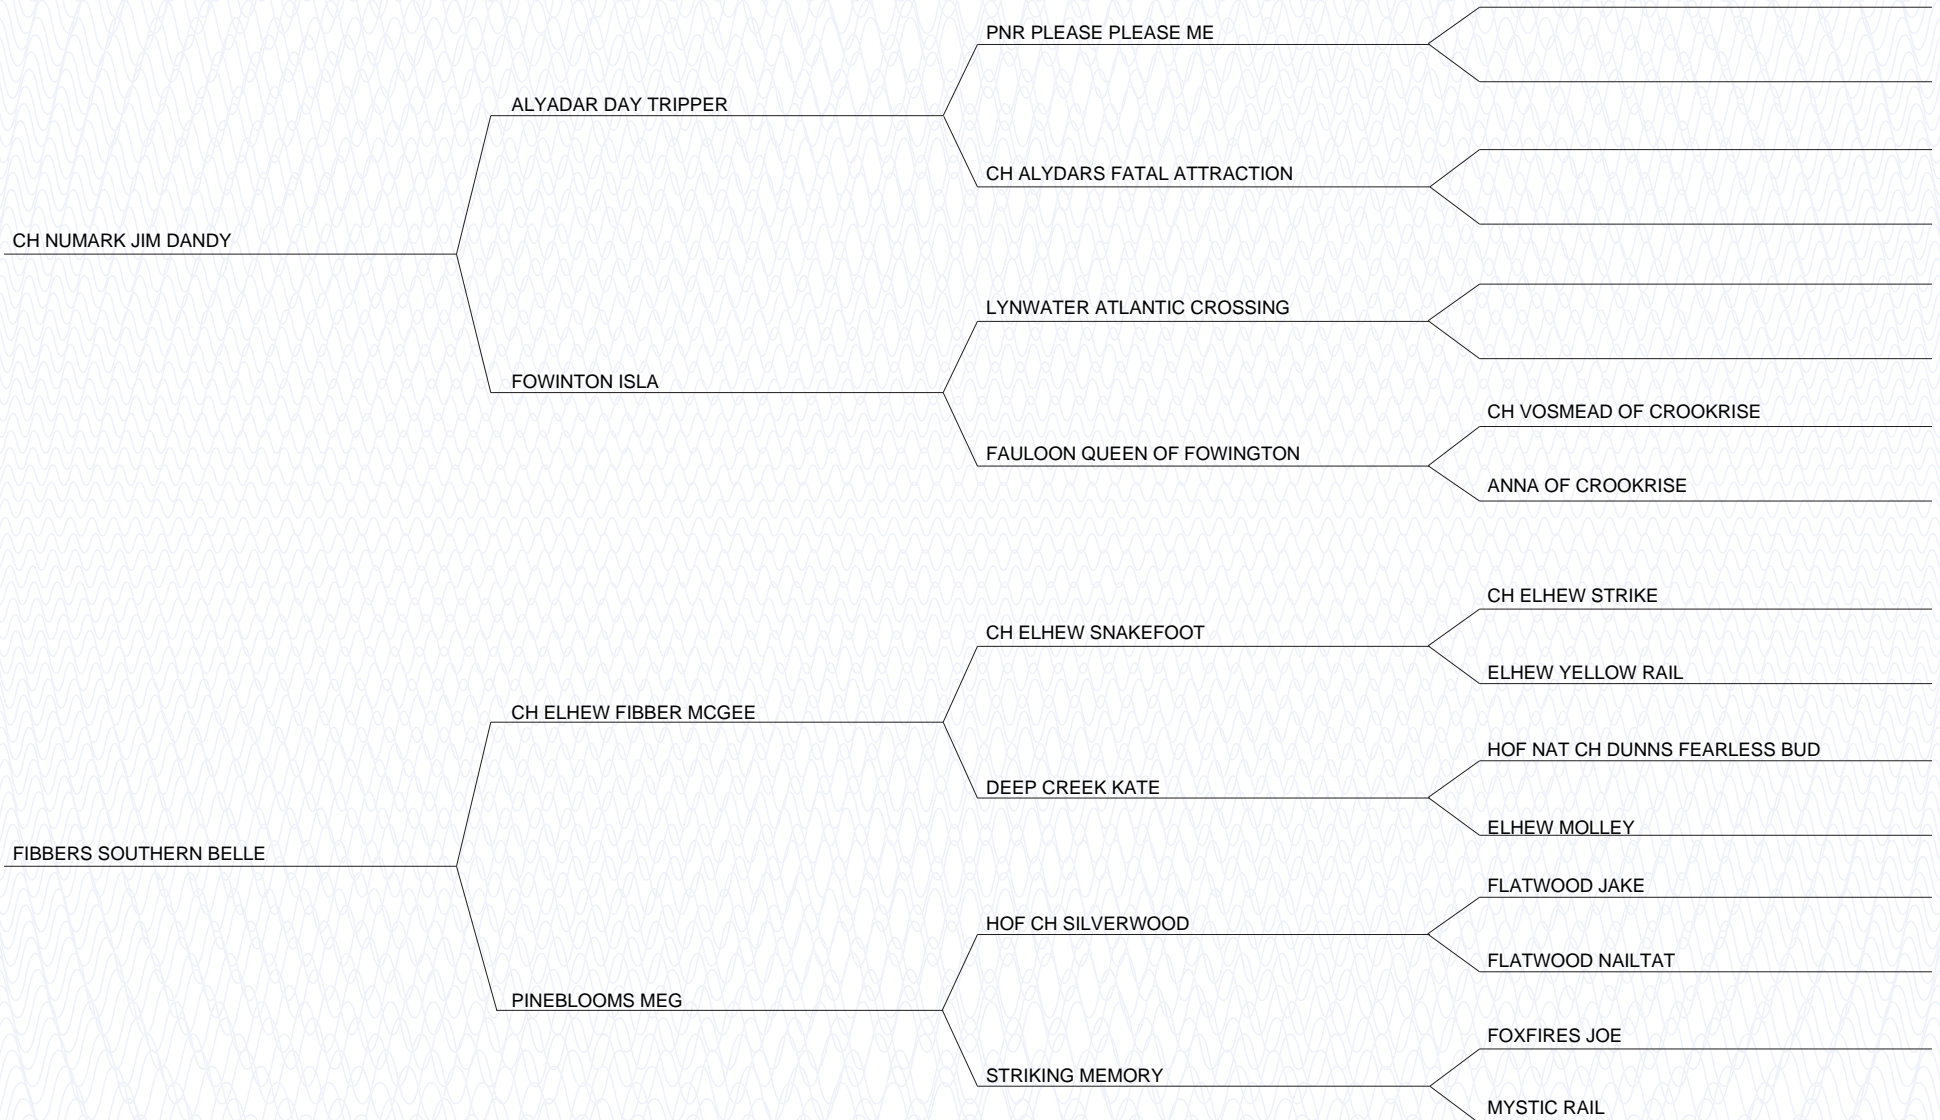 PNR PLEASE PLEASE ME
ALYADAR DAY TRIPPER
CH ALYDARS FATAL ATTRACTION
CH NUMARK JIM DANDY
LYNWATER ATLANTIC CROSSING
FOWINTON ISLA
CH VOSMEAD OF CROOKRISE
FAULOON QUEEN OF FOWINGTON
ANNA OF CROOKRISE
CH ELHEW STRIKE
CH ELHEW SNAKEFOOT
ELHEW YELLOW RAIL
CH ELHEW FIBBER MCGEE
HOF NAT CH DUNNS FEARLESS BUD
DEEP CREEK KATE
ELHEW MOLLEY
FIBBERS SOUTHERN BELLE
FLATWOOD JAKE
HOF CH SILVERWOOD
FLATWOOD NAILTAT
PINEBLOOMS MEG
FOXFIRES JOE
STRIKING MEMORY
MYSTIC RAIL